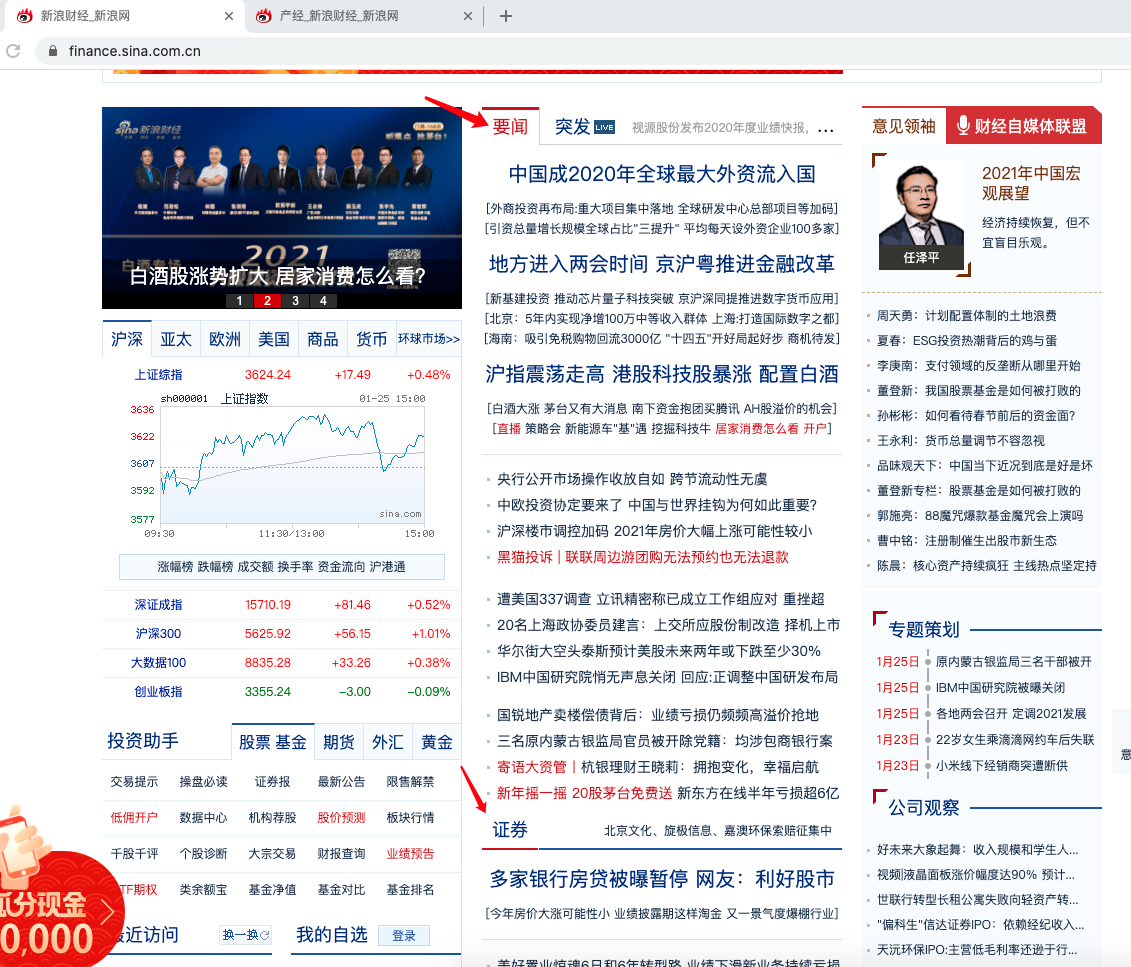 新浪财经_新浪网
产经_新浪财经_新浪网
finance.sina.com.cn
sina新浪财经
2021
白酒股涨势扩大 居家消费怎么看?
1 2 3 4
沪深 亚太 欧洲 美国 商品 货币 环球市场>>
上证综指 3624.24 +17.49 +0.48%
sh000001 上证指数 01-25 15:00
3636
3622
3607
3592
3577
sina.com
09:30 11:30/13:00 15:00
涨幅榜 跌幅榜 成交额 换手率 资金流向 沪港通
深证成指 15710.19 +81.46 +0.52%
沪深300 5625.92 +56.15 +1.01%
大数据100 8835.28 +33.26 +0.38%
创业板指 3355.24 -3.00 -0.09%
投资助手 股票 基金 期货 外汇 黄金
交易提示 操盘必读 证券报 最新公告 限售解禁
低佣开户 数据中心 机构荐股 股价预测 板块行情
千股千评 个股诊断 大宗交易 财报查询 业绩预告
TF期权 类余额宝 基金净值 基金对比 基金排名
瓜分现金
0,000
最近访问 换一换 我的自选 登录
要闻 突发 LIVE 视源股份发布2020年度业绩快报， ...
中国成2020年全球最大外资流入国
[外商投资再布局:重大项目集中落地 全球研发中心总部项目等加码]
[引资总量增长规模全球占比"三提升" 平均每天设外资企业100多家]
地方进入两会时间 京沪粤推进金融改革
[新基建投资 推动芯片量子科技突破 京沪深同提推进数字货币应用]
[北京：5年内实现净增100万中等收入群体 上海:打造国际数字之都]
[海南：吸引免税购物回流3000亿 "十四五"开好局起好步 商机待发]
沪指震荡走高 港股科技股暴涨 配置白酒
[白酒大涨 茅台又有大消息 南下资金抱团买腾讯 AH股溢价的机会]
[直播 策略会 新能源车"基"遇 挖掘科技牛 居家消费怎么看 开户]
央行公开市场操作收放自如 跨节流动性无虞
中欧投资协定要来了 中国与世界挂钩为何如此重要?
沪深楼市调控加码 2021年房价大幅上涨可能性较小
黑猫投诉 | 联联周边游团购无法预约也无法退款
遭美国337调查 立讯精密称已成立工作组应对 重挫超
20名上海政协委员建言：上交所应股份制改造 择机上市
华尔街大空头泰斯预计美股未来两年或下跌至少30%
IBM中国研究院悄无声息关闭 回应:正调整中国研发布局
国锐地产卖楼偿债背后：业绩亏损仍频频高溢价抢地
三名原内蒙古银监局官员被开除党籍：均涉包商银行案
寄语大资管 | 杭银理财王晓莉：拥抱变化，幸福启航
新年摇一摇 20股茅台免费送 新东方在线半年亏损超6亿
证券 北京文化、旋极信息、嘉澳环保索赔征集中
多家银行房贷被曝暂停 网友：利好股市
[今年房价大涨可能性小 业绩披露期这样淘金 又一景气度爆棚行业]
美好置业惊魂6日和6年转型路 业绩下滑新业务持续亏损
意见领袖 财经自媒体联盟
2021年中国宏观展望
经济持续恢复，但不
宜盲目乐观。
任泽平
周天勇：计划配置体制的土地浪费
夏春：ESG投资热潮背后的鸡与蛋
李庚南：支付领域的反垄断从哪里开始
董登新：我国股票基金是如何被打败的
孙彬彬：如何看待春节前后的资金面?
王永利：货币总量调节不容忽视
品味观天下：中国当下近况到底是好是坏
董登新专栏：股票基金是如何被打败的
郭施亮：88魔咒爆款基金魔咒会上演吗
曹中铭：注册制催生出股市新生态
陈晨：核心资产持续疯狂 主线热点坚定持
专题策划
1月25日 原内蒙古银监局三名干部被开
1月25日 IBM中国研究院被曝关闭
1月25日 各地两会召开 定调2021发展
1月23日 22岁女生乘滴滴网约车后失联
1月23日 小米线下经销商突遭断供
公司观察
好未来大象起舞：收入规模和学生人...
视频|液晶面板涨价幅度达90% 预计...
世联行转型长租公寓失败向轻资产转...
"偏科生"信达证券IPO：依赖经纪收入...
天沅环保IPO:主营低毛利率还逊于行...
意